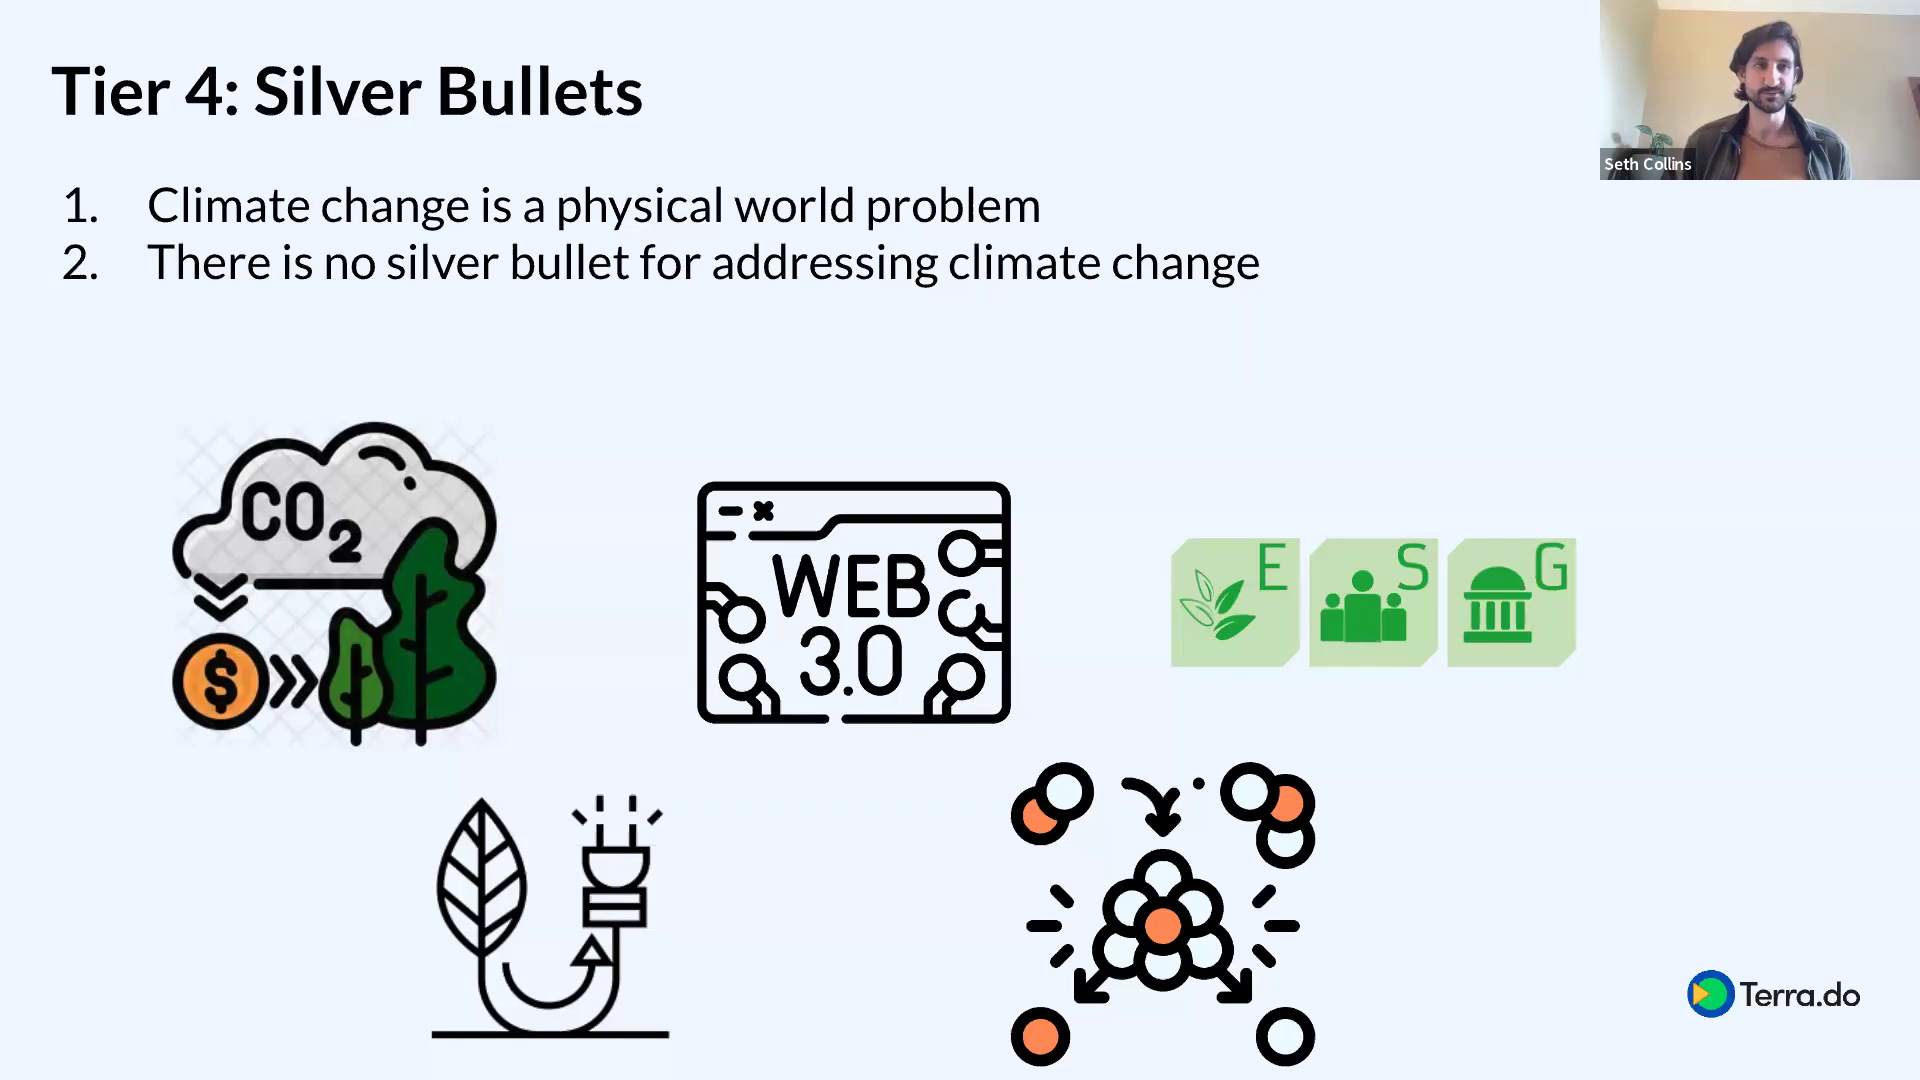 Tier 4: Silver Bullets
Seth Collins
1. Climate change is a physical world problem
2. There is no silver bullet for addressing climate change
CO2
$
WEB
3.0
E S G
Terra.do